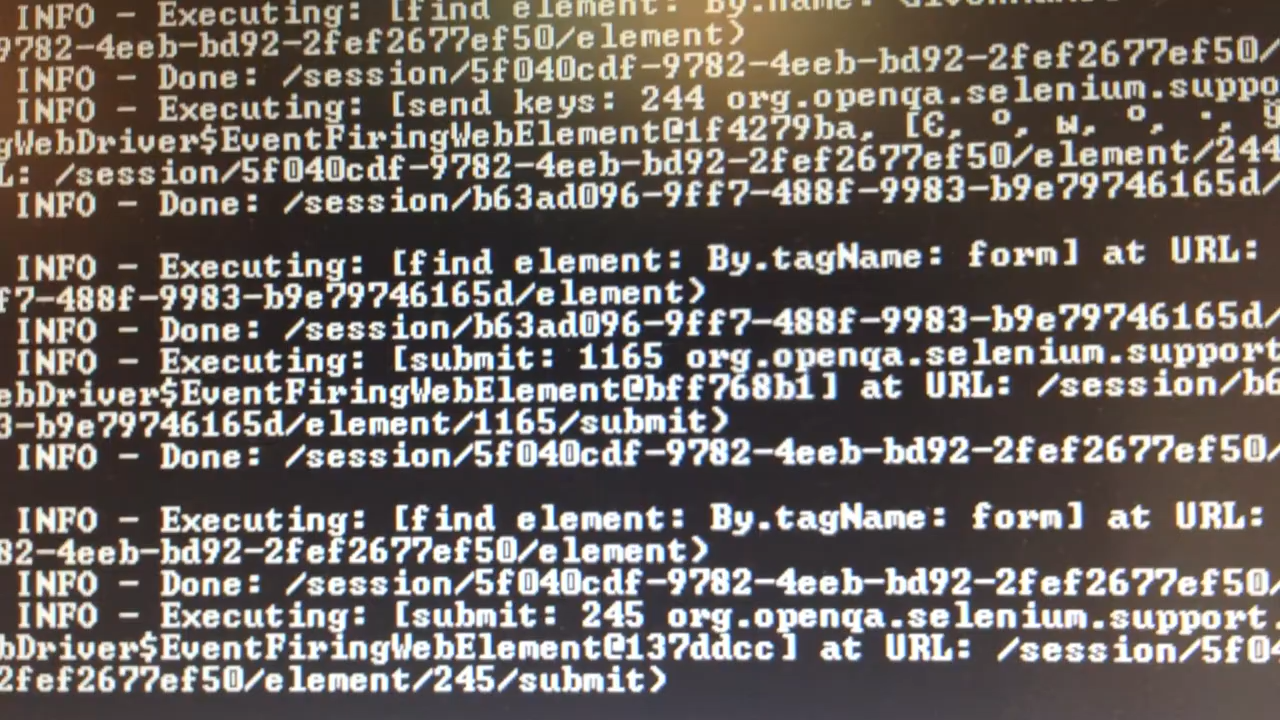 INFO - Executing: [find element: By.name:
9782-4eeb-bd92-2fef2677ef50/element>
INFO - Done: /session/5f040cdf-9782-4eeb-bd92-2fef2677ef50/
INFO - Executing: [send keys: 244 org.openqa.selenium.suppo
gWebDriver$EventFiringWebElement@1f4279ba, [
L: /session/5f040cdf-9782-4eeb-bd92-2fef2677ef50/element/244
INFO - Done: /session/b63ad096-9ff7-488f-9983-b9e79746165d/
INFO - Executing: [find element: By.tagName: form] at URL:
f7-488f-9983-b9e79746165d/element>
INFO - Done: /session/b63ad096-9ff7-488f-9983-b9e79746165d/
INFO - Executing: [submit: 1165 org.openqa.selenium.support
ebDriver$EventFiringWebElement@bff768b1] at URL: /session/b6
3-b9e79746165d/element/1165/submit>
INFO - Done: /session/5f040cdf-9782-4eeb-bd92-2fef2677ef50/
INFO - Executing: [find element: By.tagName: form] at URL:
82-4eeb-bd92-2fef2677ef50/element>
INFO - Done: /session/5f040cdf-9782-4eeb-bd92-2fef2677ef50/
INFO - Executing: [submit: 245 org.openqa.selenium.support.
bDriver$EventFiringWebElement@137ddcc] at URL: /session/5f04
2fef2677ef50/element/245/submit>